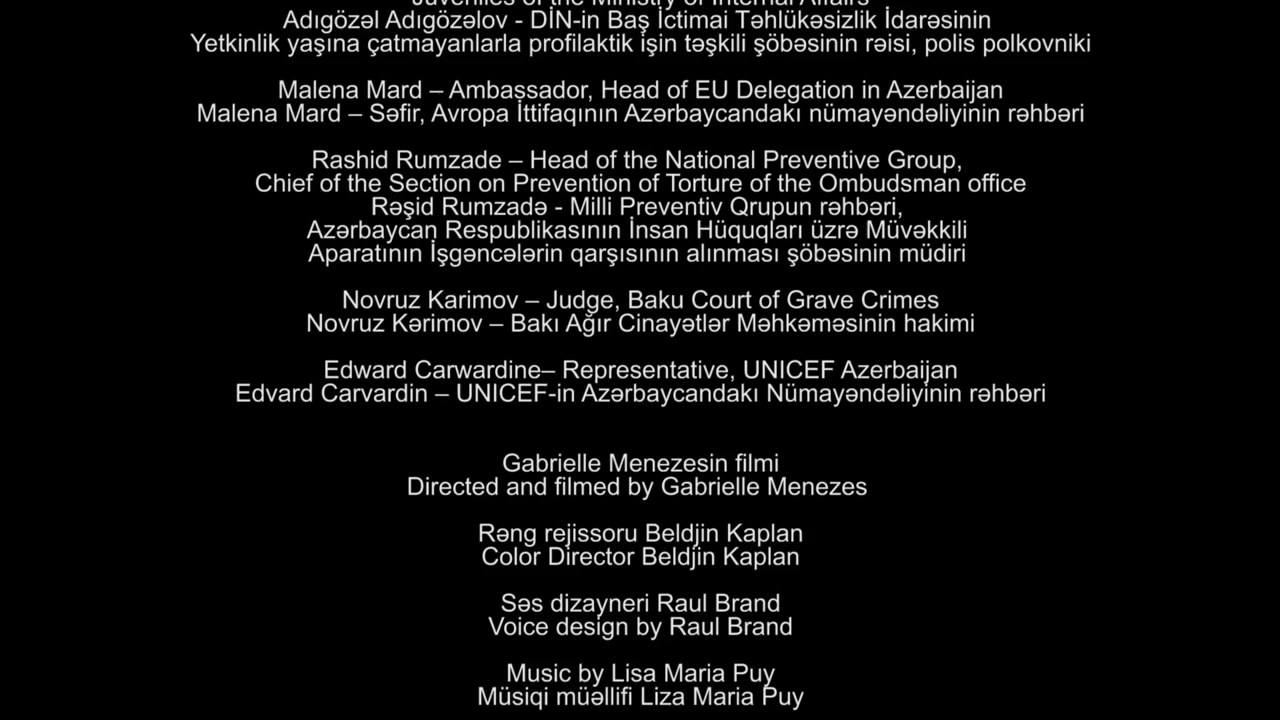 Juveniles of the Ministry of Internal Affairs
Adıgözəl Adıgözəlov - DİN-in Baş İctimai Təhlükəsizlik İdarəsinin
Yetkinlik yaşına çatmayanlarla profilaktik işin təşkili şöbəsinin rəisi, polis polkovniki
Malena Mard – Ambassador, Head of EU Delegation in Azerbaijan
Malena Mard – Səfir, Avropa İttifaqının Azərbaycandakı nümayəndəliyinin rəhbəri
Rashid Rumzade – Head of the National Preventive Group,
Chief of the Section on Prevention of Torture of the Ombudsman office
Rəşid Rumzadə - Milli Preventiv Qrupun rəhbəri,
Azərbaycan Respublikasının İnsan Hüquqları üzrə Müvəkkili
Aparatının İşgəncələrin qarşısının alınması şöbəsinin müdiri
Novruz Karimov – Judge, Baku Court of Grave Crimes
Novruz Kərimov – Bakı Ağır Cinayətlər Məhkəməsinin hakimi
Edward Carwardine– Representative, UNICEF Azerbaijan
Edvard Carvardin – UNICEF-in Azərbaycandakı Nümayəndəliyinin rəhbəri
Gabrielle Menezesin filmi
Directed and filmed by Gabrielle Menezes
Rəng rejissoru Beldjin Kaplan
Color Director Beldjin Kaplan
Səs dizayneri Raul Brand
Voice design by Raul Brand
Music by Lisa Maria Puy
Müsiqi müəllifi Liza Maria Puy